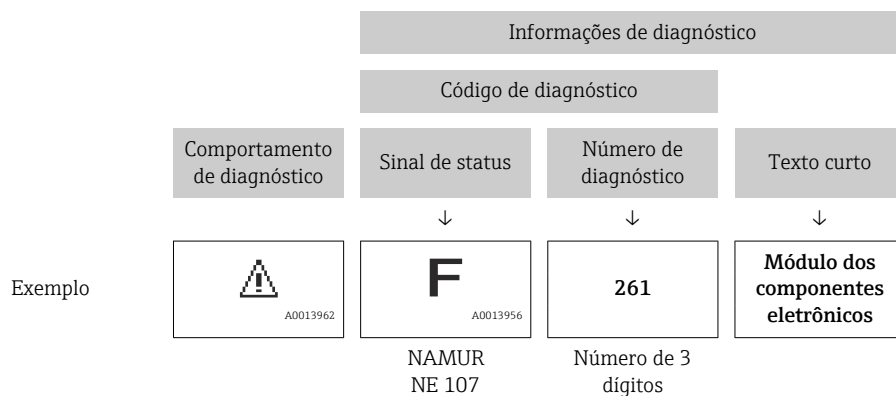 Informações de diagnóstico
Código de diagnóstico
Comportamento
de diagnóstico
Sinal de status
Número de
diagnóstico
Texto curto
↓ ↓ ↓
Exemplo
A0013962
F
A0013956
261
Módulo dos
componentes
eletrônicos
NAMUR
NE 107
Número de 3
dígitos